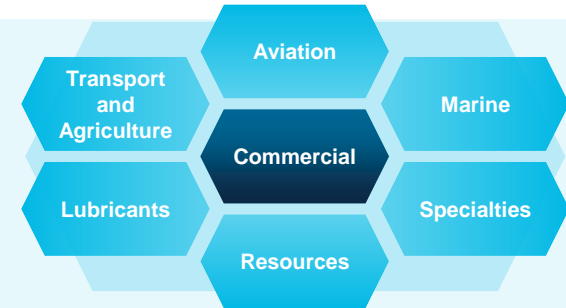 Aviation
Transport
and
Agriculture
Marine
Commercial
Lubricants
Specialties
Resources